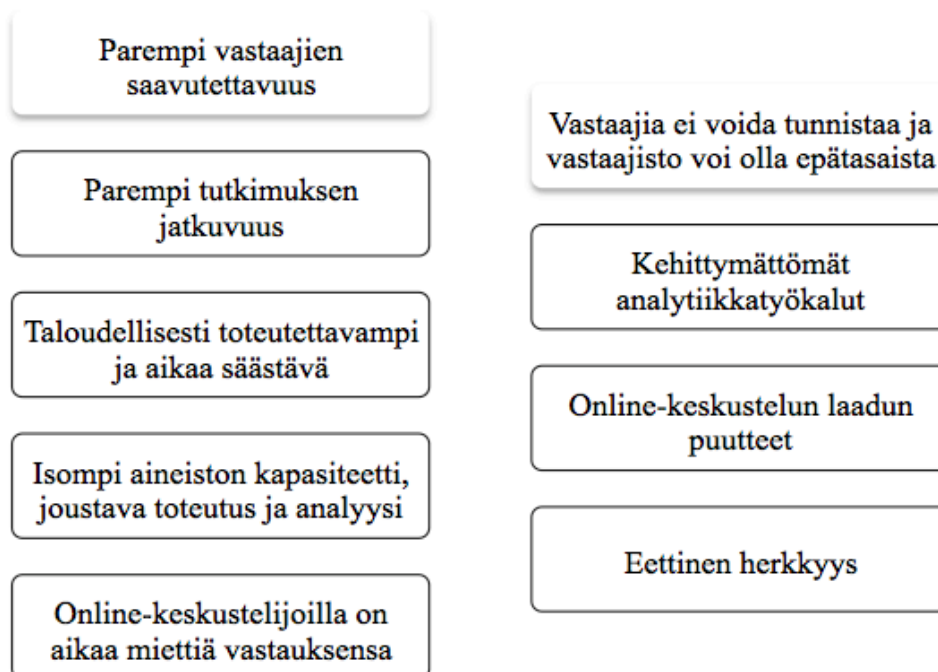 Parempi vastaajien
saavutettavuus
Parempi tutkimuksen
jatkuvuus
Taloudellisesti toteutettavampi
ja aikaa säästävä
Isompi aineiston kapasiteetti,
joustava toteutus ja analyysi
Online-keskustelijoilla on
aikaa miettiä vastauksensa
Vastaajia ei voida tunnistaa ja
vastaajisto voi olla epätasaista
Kehittymättömät
analytiikkatyökalut
Online-keskustelun laadun
puutteet
Eettinen herkkyys